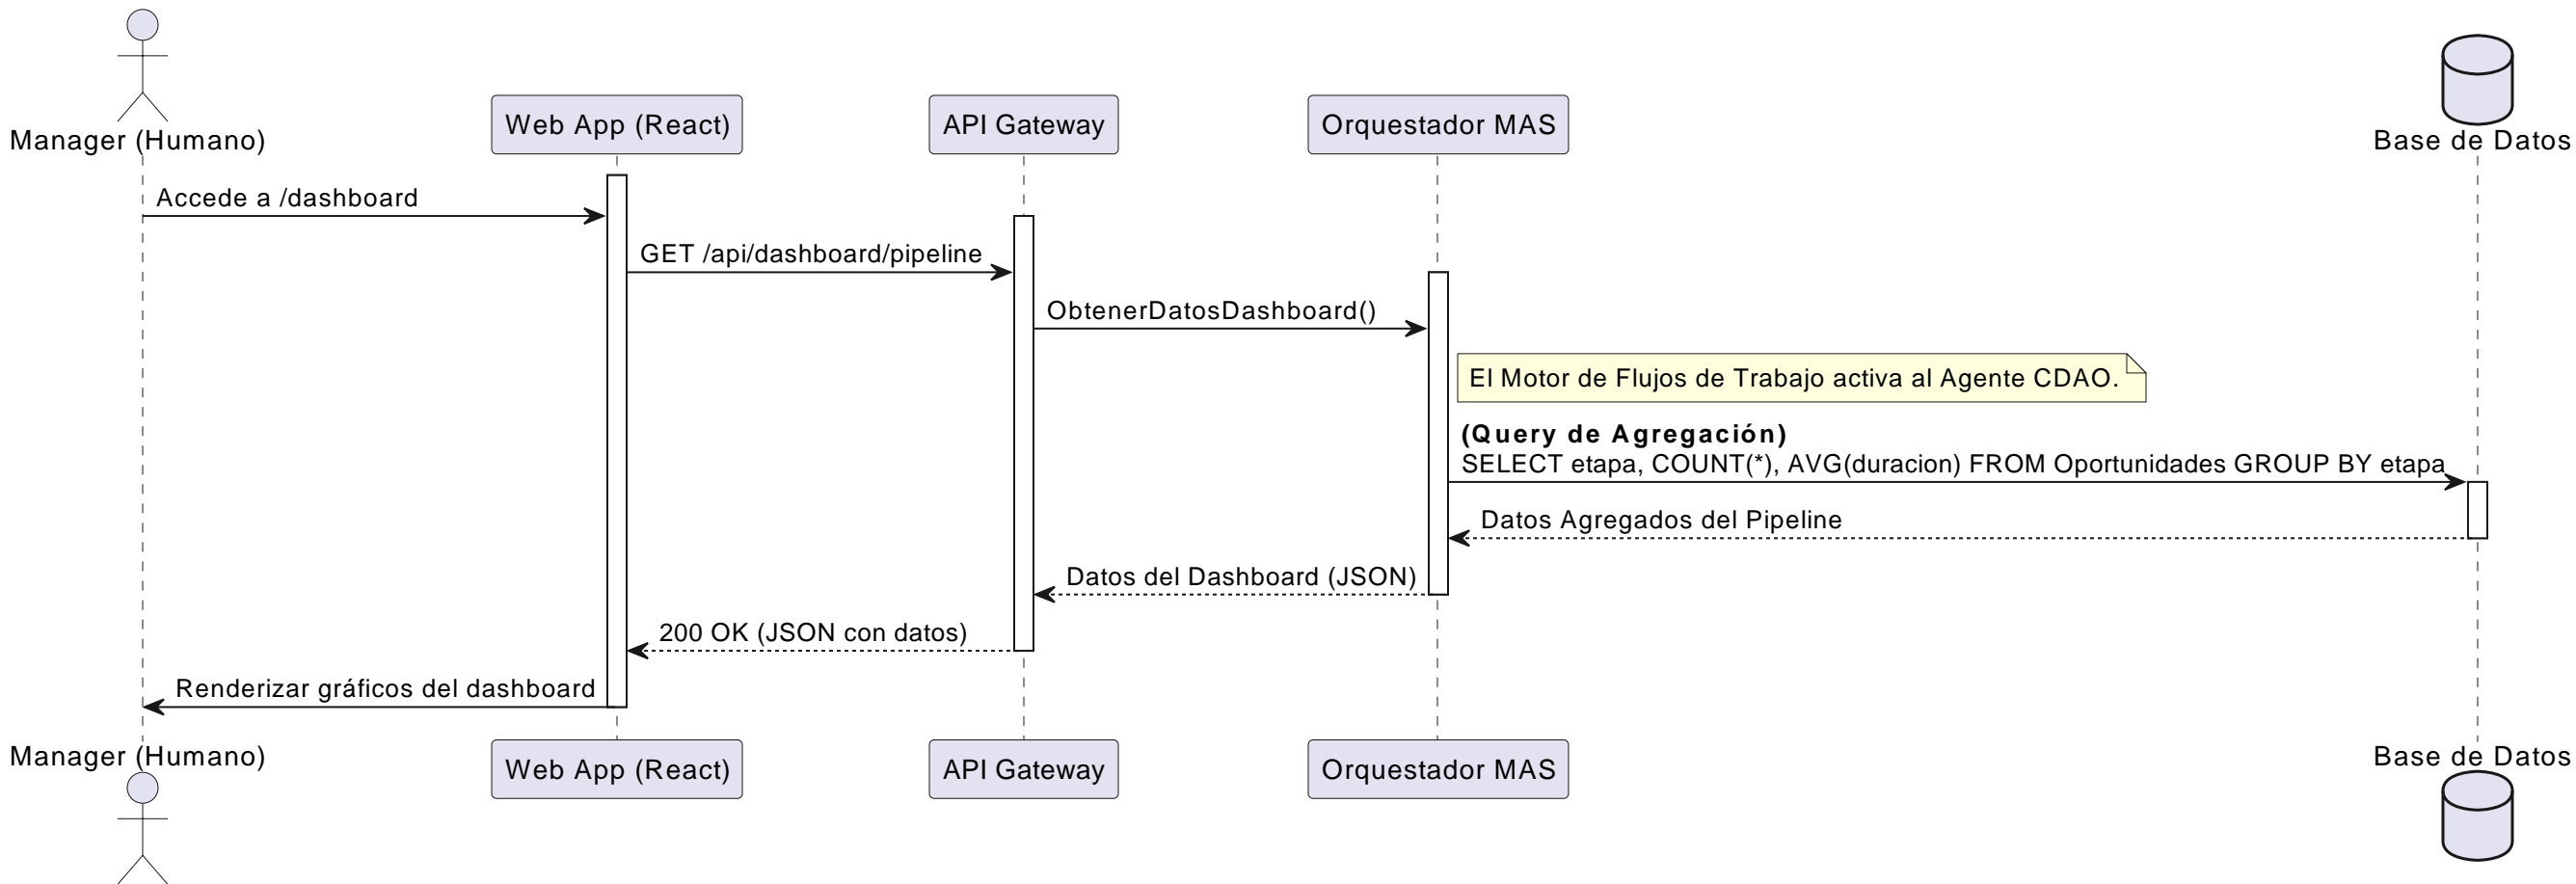 Manager (Humano)
Web App (React)
API Gateway
Orquestador MAS
Base de Datos
Accede a /dashboard
GET /api/dashboard/pipeline
ObtenerDatosDashboard()
El Motor de Flujos de Trabajo activa al Agente CDAO.
(Query de Agregación)
SELECT etapa, COUNT(*), AVG(duracion) FROM Oportunidades GROUP BY etapa
Datos Agregados del Pipeline
Datos del Dashboard (JSON)
200 OK (JSON con datos)
Renderizar gráficos del dashboard
Manager (Humano)
Web App (React)
API Gateway
Orquestador MAS
Base de Datos